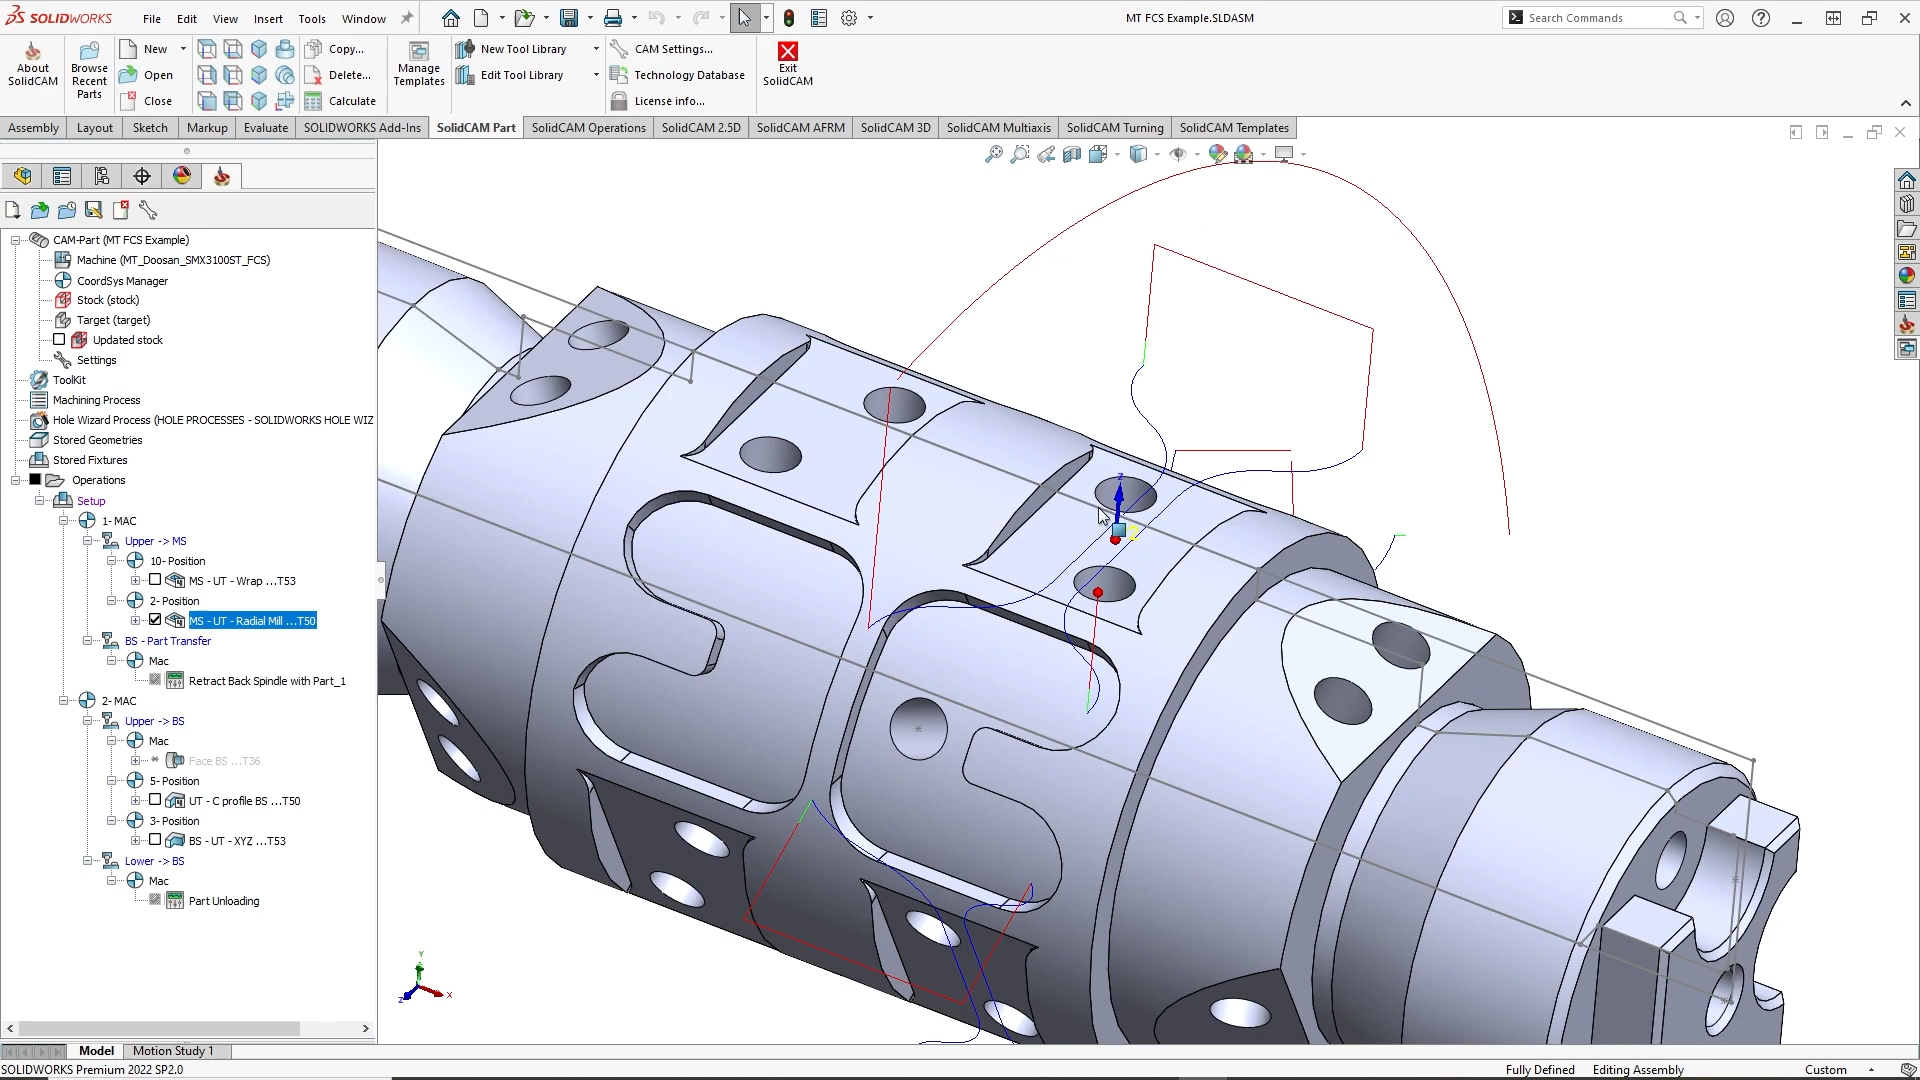 SOLIDWORKS File Edit View Insert Tools Window MT FCS Example.SLDASM Search Commands
About SolidCAM
Browse Recent Parts
New
Open
Close
Copy...
Delete...
Calculate
Manage Templates
New Tool Library
Edit Tool Library
CAM Settings...
Technology Database
License info...
Exit SolidCAM
Assembly Layout Sketch Markup Evaluate SOLIDWORKS Add-Ins SolidCAM Part SolidCAM Operations SolidCAM 2.5D SolidCAM AFRM SolidCAM 3D SolidCAM Multiaxis SolidCAM Turning SolidCAM Templates
CAM-Part (MT FCS Example)
Machine (MT_Doosan_SMX3100ST_FCS)
CoordSys Manager
Stock (stock)
Target (target)
Updated stock
Settings
ToolKit
Machining Process
Hole Wizard Process (HOLE PROCESSES - SOLIDWORKS HOLE WIZ
Stored Geometries
Stored Fixtures
Operations
Setup
1- MAC
Upper -> MS
10- Position
MS - UT - Wrap ...T53
2- Position
MS - UT - Radial Mill ...T50
BS - Part Transfer
Mac
Retract Back Spindle with Part_1
2- MAC
Upper -> BS
Mac
Face BS ...T36
5- Position
UT - C profile BS ...T50
3- Position
BS - UT - XYZ ...T53
Lower -> BS
Mac
Part Unloading
Z
2
Y
X
Z
Model Motion Study 1
SOLIDWORKS Premium 2022 SP2.0 Fully Defined Editing Assembly Custom